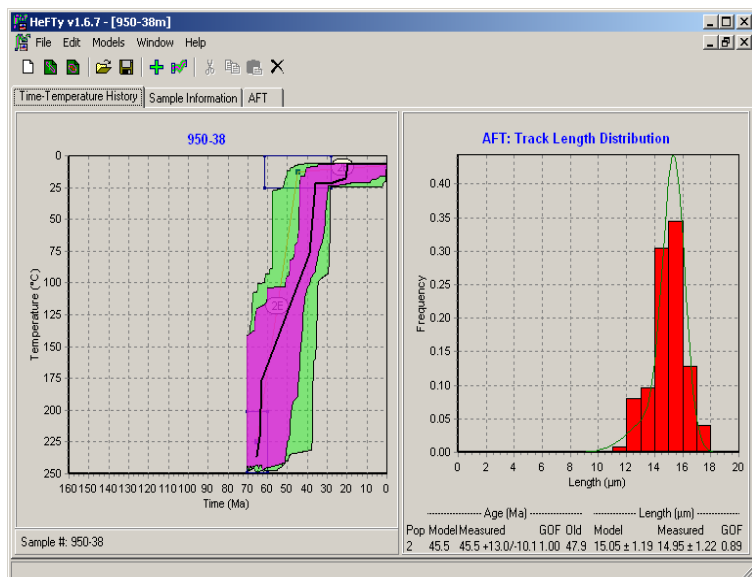 HeFTy v1.6.7 - [950-38m]
File Edit Models Window Help
Time-Temperature History Sample Information AFT
950-38
0
25
50
75
100
125
150
175
200
225
250
Temperature (°C)
2E
160 150 140 130 120 110 100 90 80 70 60 50 40 30 20 10 0
Time (Ma)
Sample #: 950-38
AFT: Track Length Distribution
0.40
0.35
0.30
0.25
0.20
0.15
0.10
0.05
0.00
Frequency
0 2 4 6 8 10 12 14 16 18 20
Length (µm)
Age (Ma) Length (µm)
Pop Model Measured GOF Old Model Measured GOF
2 45.5 45.5 +13.0/-10.1 1.00 47.9 15.05 ± 1.19 14.95 ± 1.22 0.89